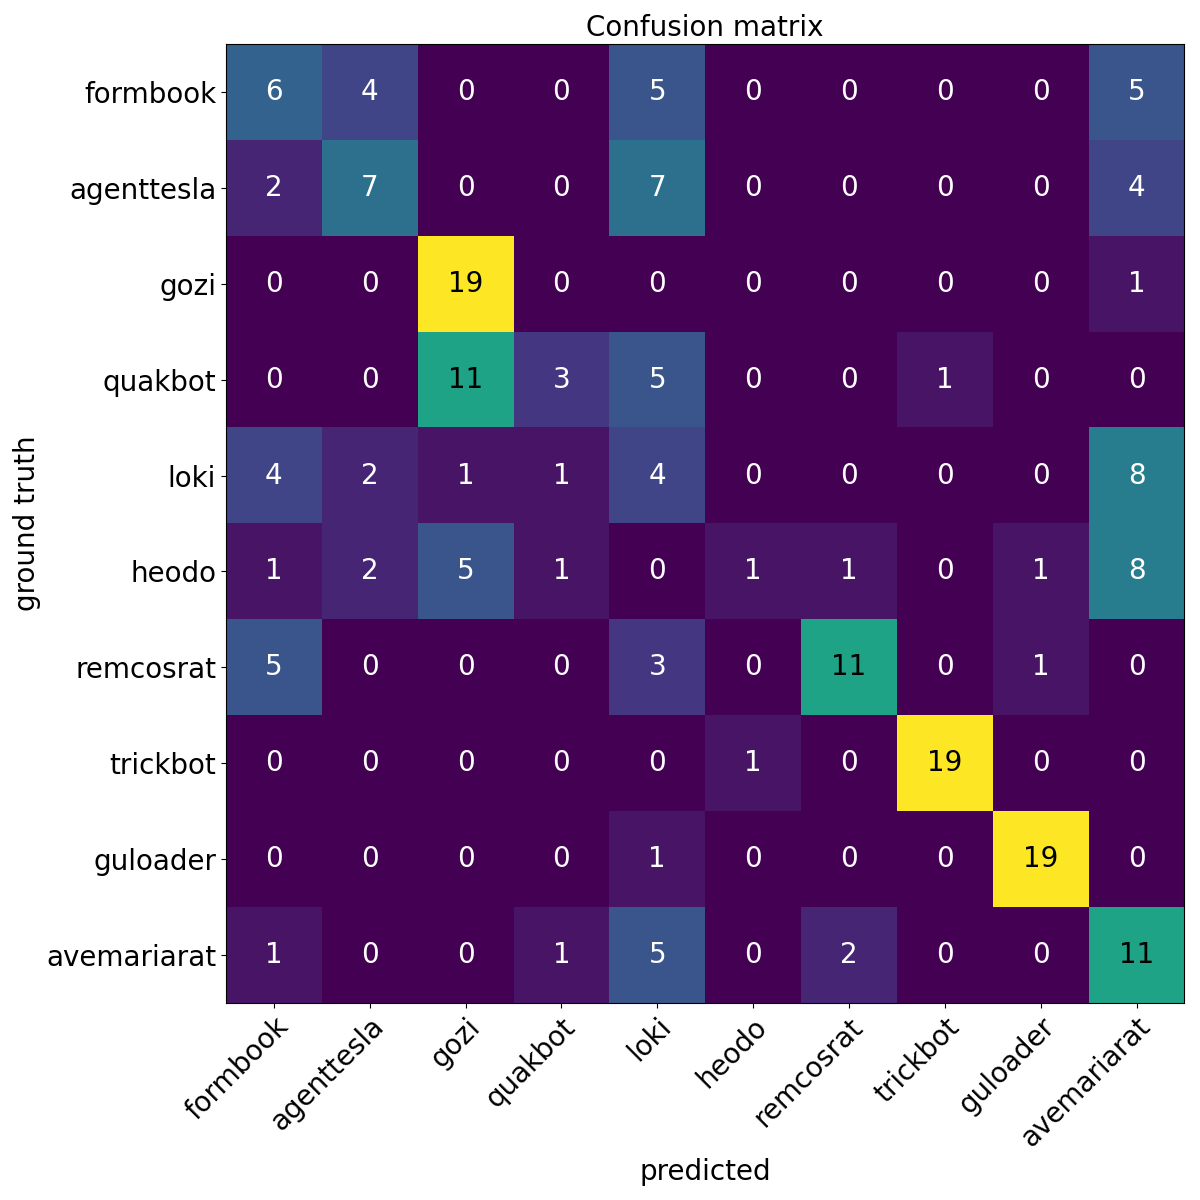 Confusion matrix
formbook 6 4 0 0 5 0 0 0 0 5
agenttesla 2 7 0 0 7 0 0 0 0 4
gozi 0 0 19 0 0 0 0 0 0 1
quakbot 0 0 11 3 5 0 0 1 0 0
loki 4 2 1 1 4 0 0 0 0 8
heodo 1 2 5 1 0 1 1 0 1 8
remcosrat 5 0 0 0 3 0 11 0 1 0
trickbot 0 0 0 0 0 1 0 19 0 0
guloader 0 0 0 0 1 0 0 0 19 0
avemariarat 1 0 0 1 5 0 2 0 0 11
ground truth
formbook agenttesla gozi quakbot loki heodo remcosrat trickbot guloader avemariarat
predicted